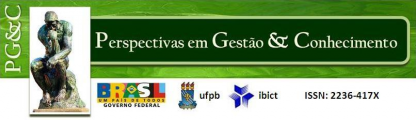 PG&C
Perspectivas em Gestão & Conhecimento
BRASIL
UM PAÍS DE TODOS
GOVERNO FEDERAL
ufpb
ibict
ISSN: 2236-417X